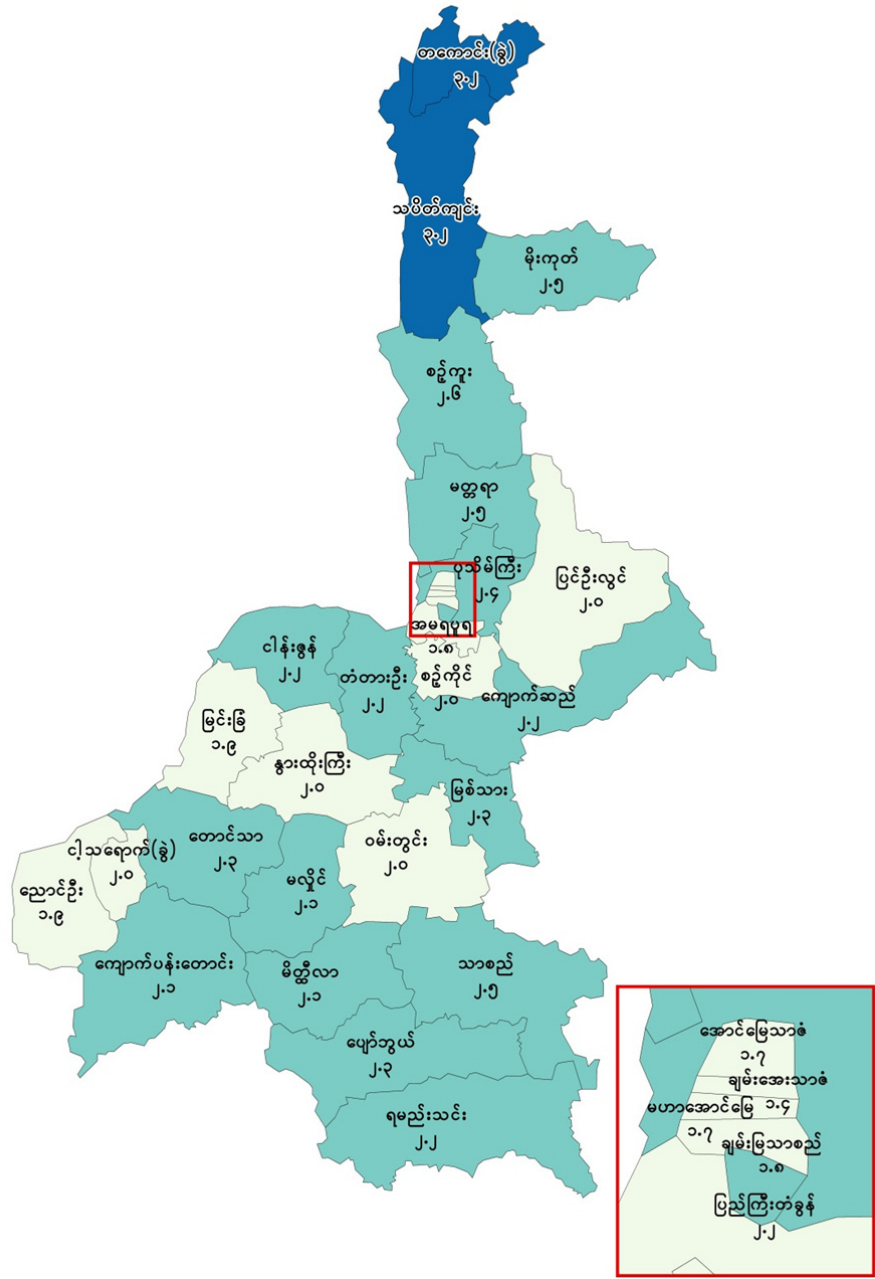 တကောင်း(ခွဲ)
၃.၂
သပိတ်ကျင်း
၃.၂
မိုးကုတ်
၂.၅
စဉ့်ကူး
၂.၆
မတ္တရာ
၂.၅
ပုသိမ်ကြီး
၂.၄
ပြင်ဦးလွင်
၂.၀
အမရပူရ
၁.၈
စဉ့်ကိုင်
၂.၀
ကျောက်ဆည်
၂.၂
ငါန်းဇွန်
၂.၂
တံတားဦး
၂.၂
မြင်းခြံ
၁.၉
နွားထိုးကြီး
၂.၀
မြစ်သား
၂.၃
တောင်သာ
၂.၃
ဝမ်းတွင်း
၂.၀
ငါ့သရောက်(ခွဲ)
၂.၀
မလှိုင်
၂.၁
ညောင်ဦး
၁.၉
ကျောက်ပန်းတောင်း
၂.၁
မိတ္ထီလာ
၂.၁
သာစည်
၂.၅
ပျော်ဘွယ်
၂.၃
ရမည်းသင်း
၂.၂
အောင်မြေသာဇံ
၁.၇
ချမ်းအေးသာဇံ
၁.၄
မဟာအောင်မြေ
၁.၇
ချမ်းမြသာစည်
၁.၈
ပြည်ကြီးတံခွန်
၂.၂